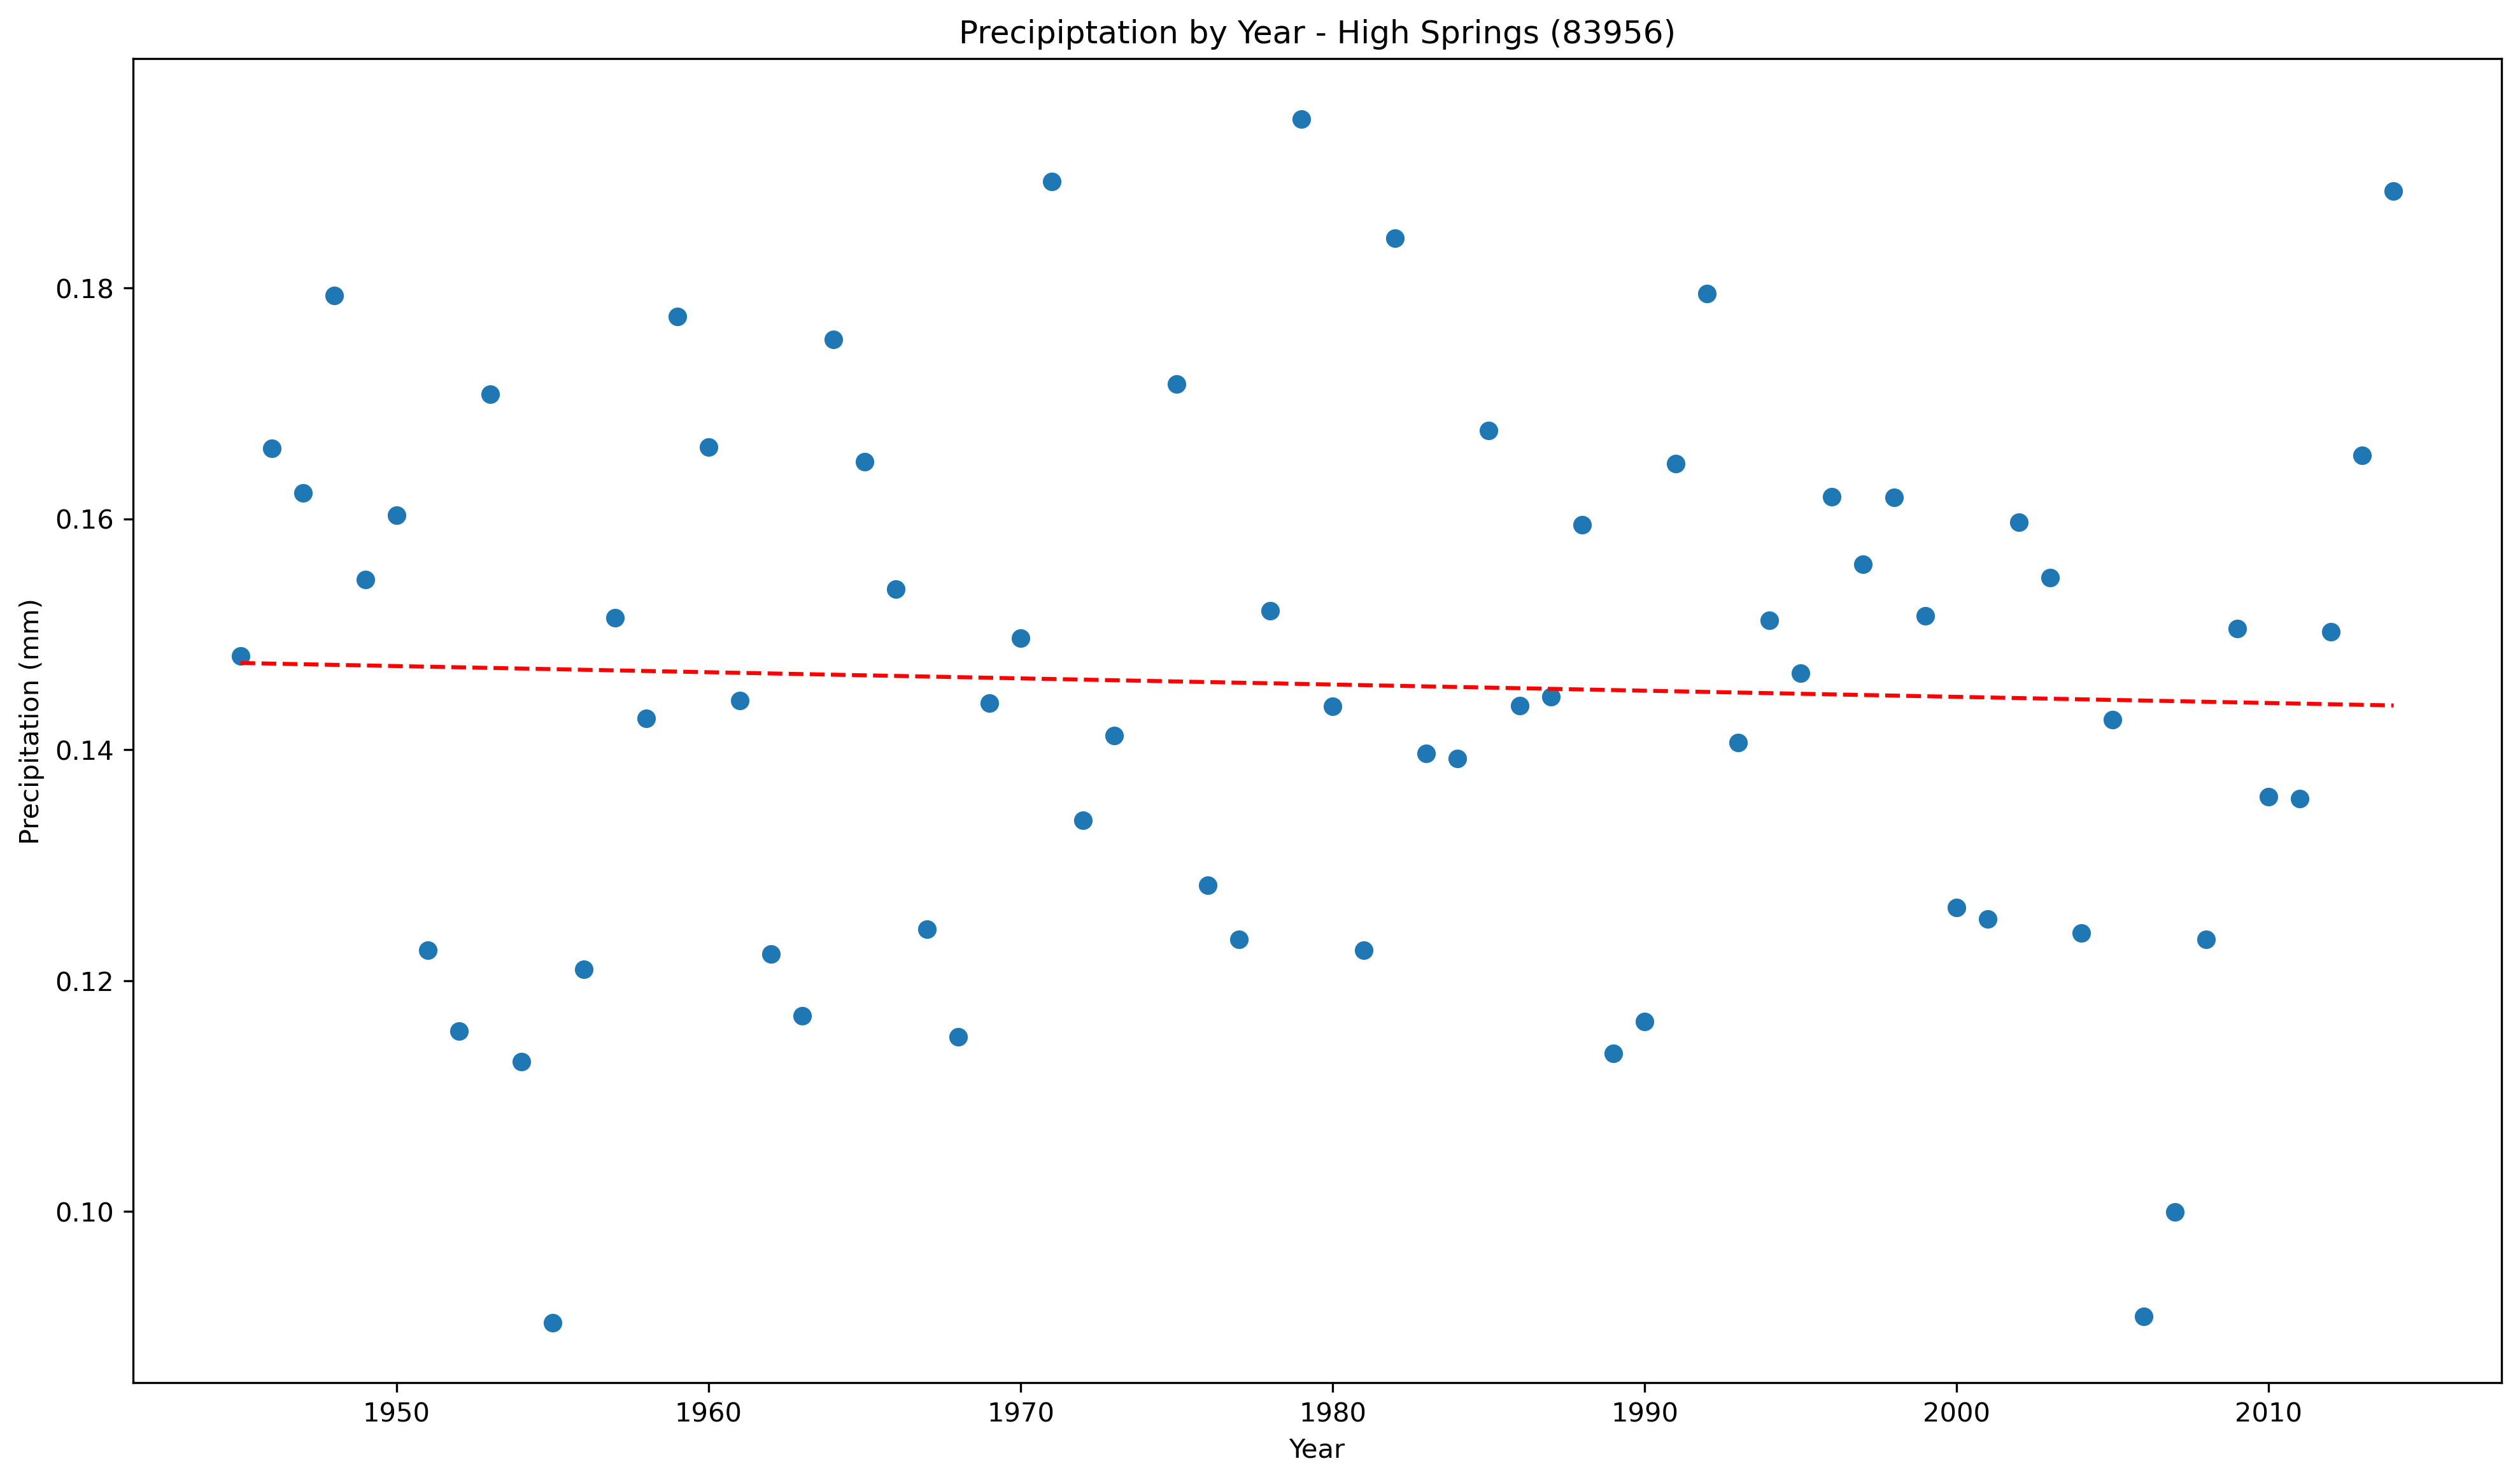 Precipiptation by Year - High Springs (83956)
Precipitation (mm)
0.18
0.16
0.14
0.12
0.10
1950 1960 1970 1980 1990 2000 2010
Year